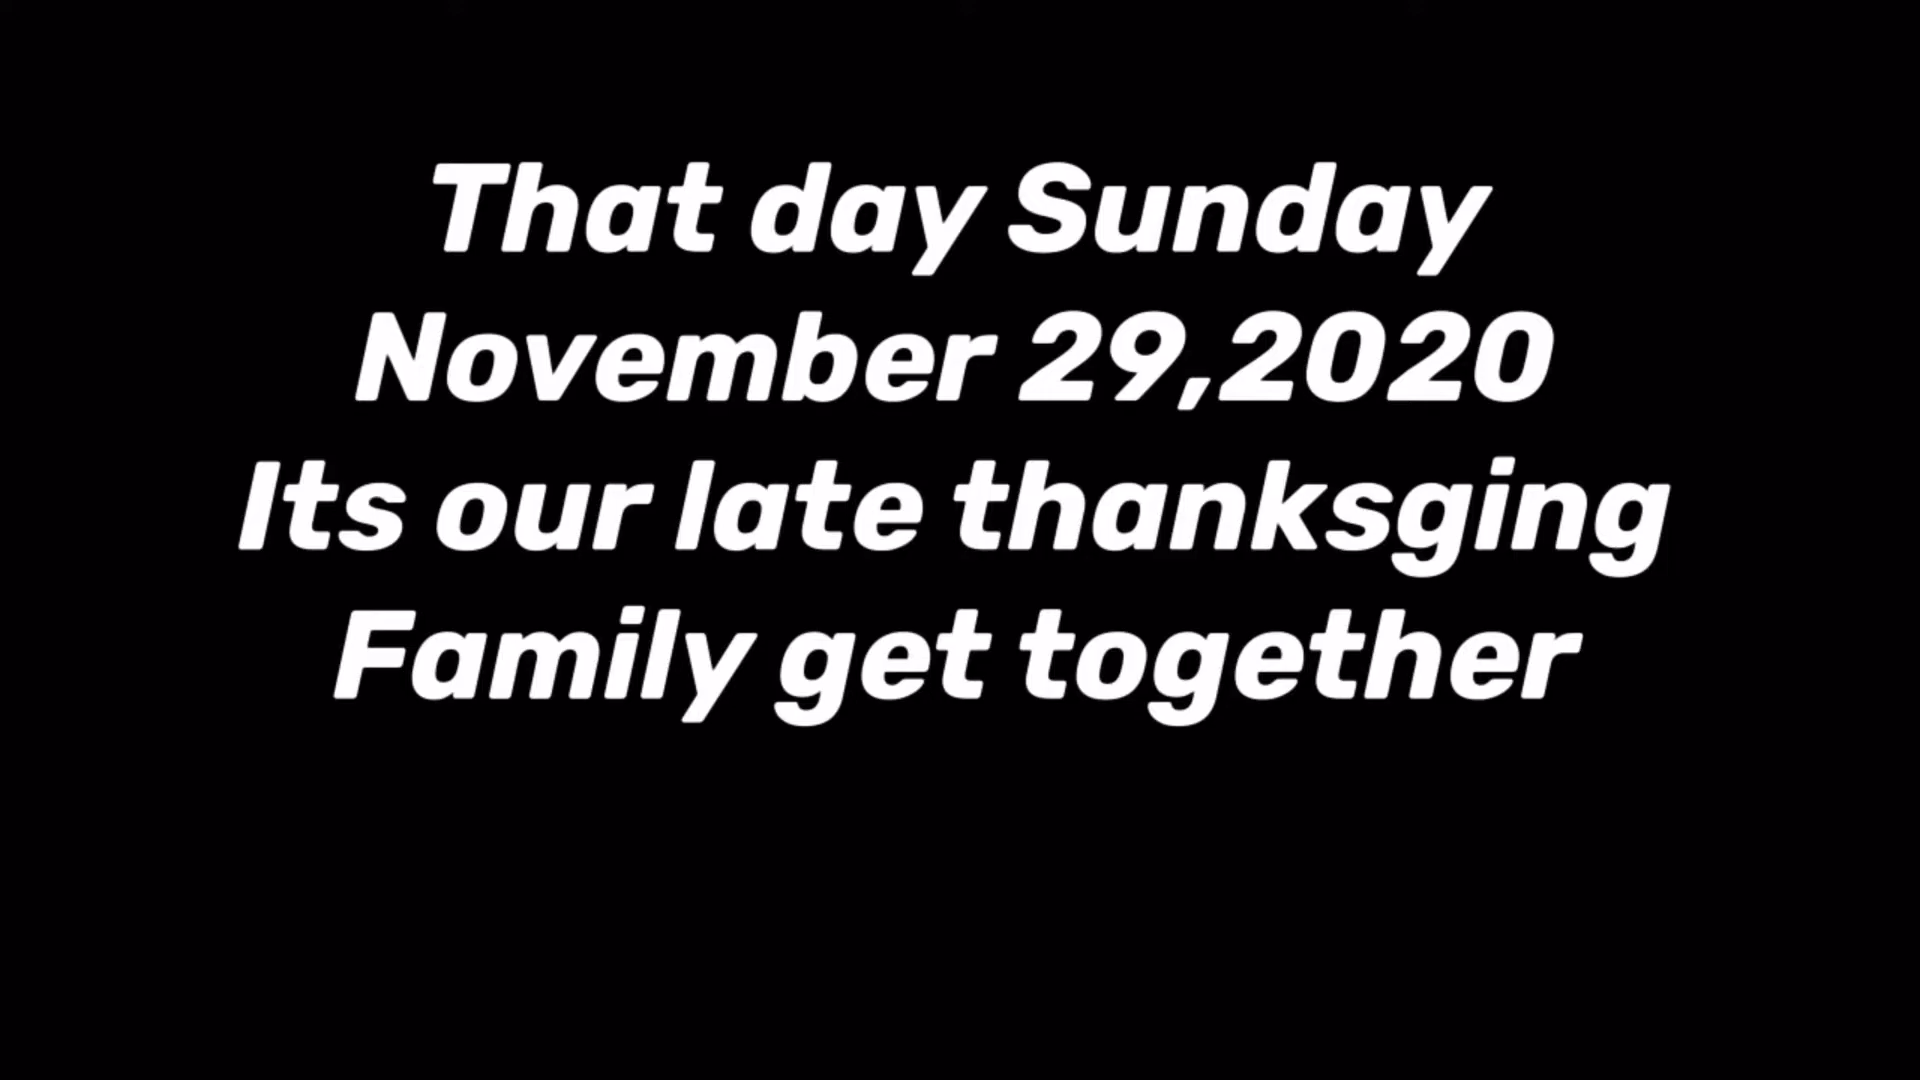 That day Sunday
November 29,2020
Its our late thanksging
Family get together